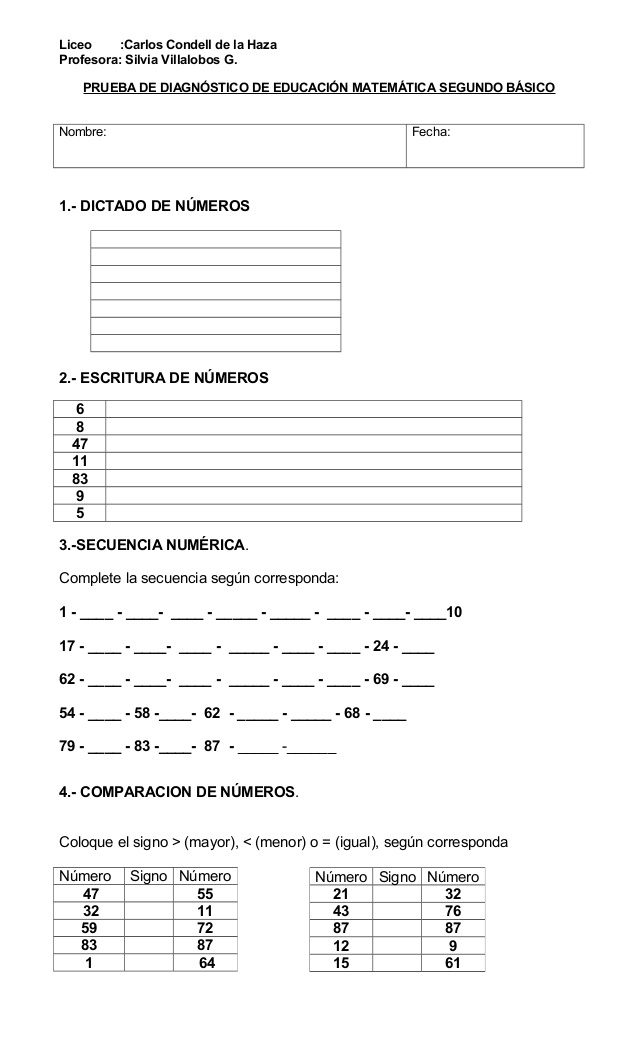 Liceo :Carlos Condell de la Haza
Profesora: Silvia Villalobos G.
PRUEBA DE DIAGNÓSTICO DE EDUCACIÓN MATEMÁTICA SEGUNDO BÁSICO
Nombre: Fecha:
1.- DICTADO DE NÚMEROS
2.- ESCRITURA DE NÚMEROS
6
8
47
11
83
9
5
3.-SECUENCIA NUMÉRICA.
Complete la secuencia según corresponda:
1 - ____ - ____- ____ - _____ - _____ - ____ - ____- ____10
17 - ____ - ____- ____ - _____ - ____ - ____ - 24 - ____
62 - ____ - ____- ____ - _____ - ____ - ____ - 69 - ____
54 - ____ - 58 -____- 62 - _____ - _____ - 68 - ____
79 - ____ - 83 -____- 87 - _____ -______
4.- COMPARACION DE NÚMEROS.
Coloque el signo > (mayor), < (menor) o = (igual), según corresponda
Número Signo Número Número Signo Número
47 55 21 32
32 11 43 76
59 72 87 87
83 87 12 9
1 64 15 61